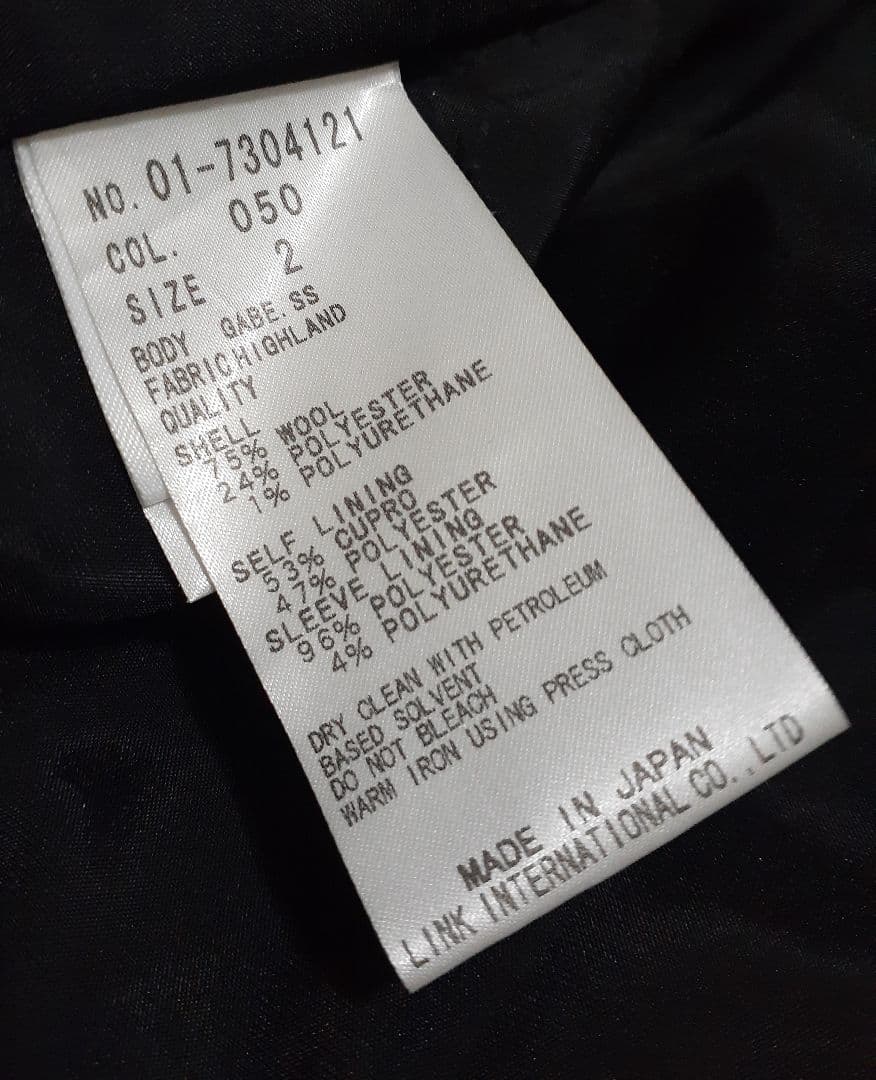 NO. 01-7304121
COL. 050
SIZE 2
BODY GABE.SS
FABRIC HIGHLAND
QUALITY
SHELL
75% WOOL
24% POLYESTER
1% POLYURETHANE
SELF LINING
53% CUPRO
47% POLYESTER
SLEEVE LINING
96% POLYESTER
4% POLYURETHANE
DRY CLEAN WITH PETROLEUM
BASED SOLVENT
DO NOT BLEACH
WARM IRON USING PRESS CLOTH
MADE IN JAPAN
LINK INTERNATIONAL CO.,LTD